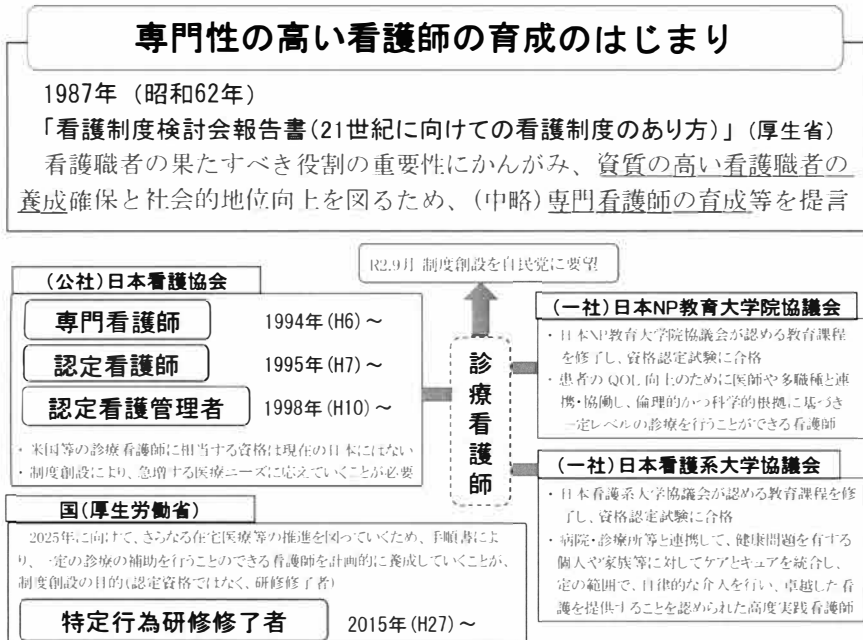 専門性の高い看護師の育成のはじまり
1987年（昭和62年）
「看護制度検討会報告書（21世紀に向けての看護制度のあり方）」（厚生省）
看護職者の果たすべき役割の重要性にかんがみ、資質の高い看護職者の
養成確保と社会的地位向上を図るため、（中略）専門看護師の育成等を提言
R2.9月 制度創設を自民党に要望
（公社）日本看護協会
専門看護師 1994年（H6）～
認定看護師 1995年（H7）～
認定看護管理者 1998年（H10）～
・米国等の診療看護師に相当する資格は現在の日本にはない
・制度創設により、急増する医療ニーズに応えていくことが必要
診療看護師
（一社）日本NP教育大学院協議会
・日本NP教育大学院協議会が認める教育課程
を修了し、資格認定試験に合格
・患者の QOL 向上のために医師や多職種と連
携・協働し、倫理的かつ科学的根拠に基づき
一定レベルの診療を行うことができる看護師
（一社）日本看護系大学協議会
・日本看護系大学協議会が認める教育課程を修
了し、資格認定試験に合格
・病院・診療所等と連携して、健康問題を有する
個人や家族等に対してケアとキュアを統合し、
定の範囲で、自律的な介入を行い、卓越した看
護を提供することを認められた高度実践看護師
国（厚生労働省）
2025年に向けて、さらなる在宅医療等の推進を図っていくため、手順書によ
り、一定の診療の補助を行うことのできる看護師を計画的に養成していくことが、
制度創設の目的（認定資格ではなく、研修修了者）
特定行為研修修了者 2015年（H27）～